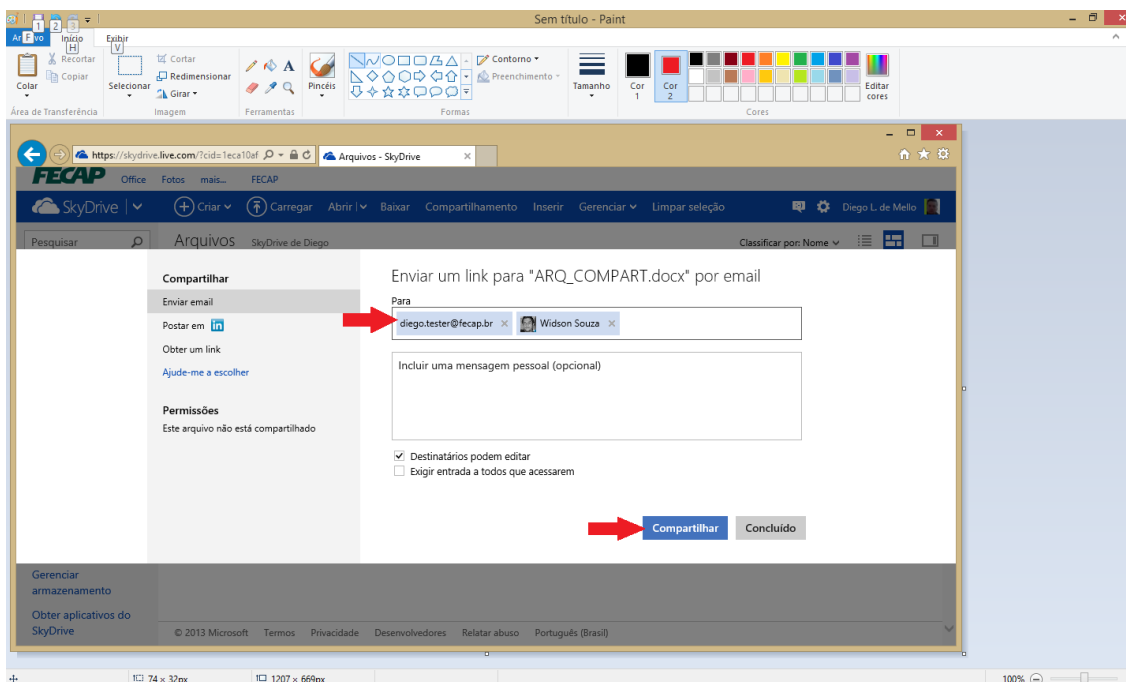 Sem título - Paint
1 2 3
Ar F vo Início Exibir
H V
Colar
Recortar
Copiar
Área de Transferência
Selecionar
Cortar
Redimensionar
Girar
Imagem
A
Ferramentas
Pincéis
Contorno
Preenchimento
Formas
Tamanho
Cor 1
Cor 2
Cores
Editar cores
https://skydrive.live.com/?cid=1eca10af
Arquivos - SkyDrive
FECAP Office Fotos mais... FECAP
SkyDrive Criar Carregar Abrir Baixar Compartilhamento Inserir Gerenciar Limpar seleção Diego L. de Mello
Pesquisar Arquivos SkyDrive de Diego Classificar por: Nome
Compartilhar
Enviar email
Postar em in
Obter um link
Ajude-me a escolher
Permissões
Este arquivo não está compartilhado
Enviar um link para "ARQ_COMPART.docx" por email
Para
diego.tester@fecap.br × Widson Souza ×
Incluir uma mensagem pessoal (opcional)
Destinatários podem editar
Exigir entrada a todos que acessarem
Compartilhar Concluído
Gerenciar
armazenamento
Obter aplicativos do
SkyDrive
© 2013 Microsoft Termos Privacidade Desenvolvedores Relatar abuso Português (Brasil)
74 × 32px 1207 × 669px 100%